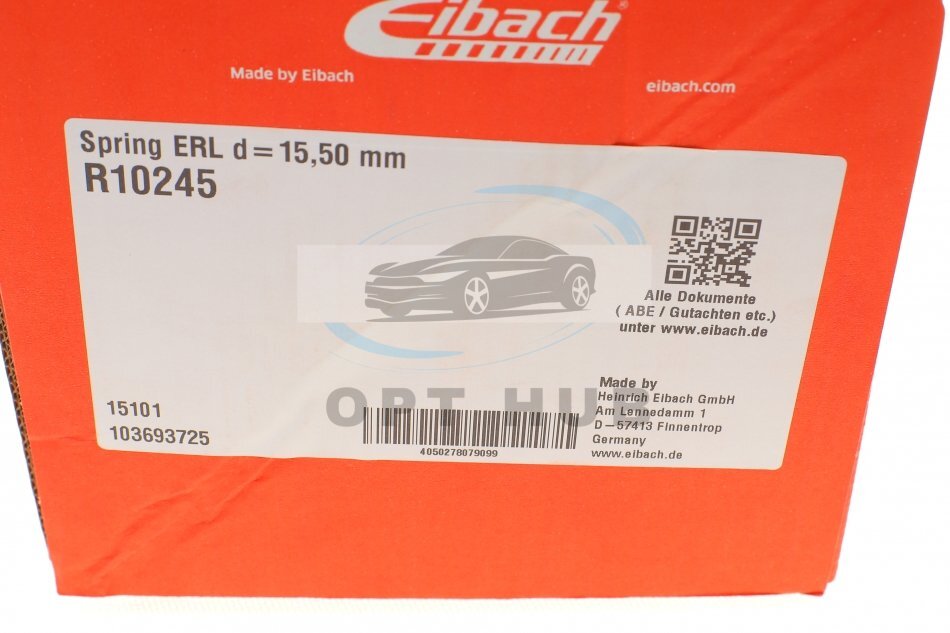 Eibach®
Made by Eibach
eibach.com
Spring ERL d=15,50 mm
R10245
Alle Dokumente
( ABE / Gutachten etc.)
unter www.eibach.de
OPT HUB
15101
103693725
4050278079099
Made by
Heinrich Eibach GmbH
Am Lennedamm 1
D-57413 Finnentrop
Germany
www.eibach.de